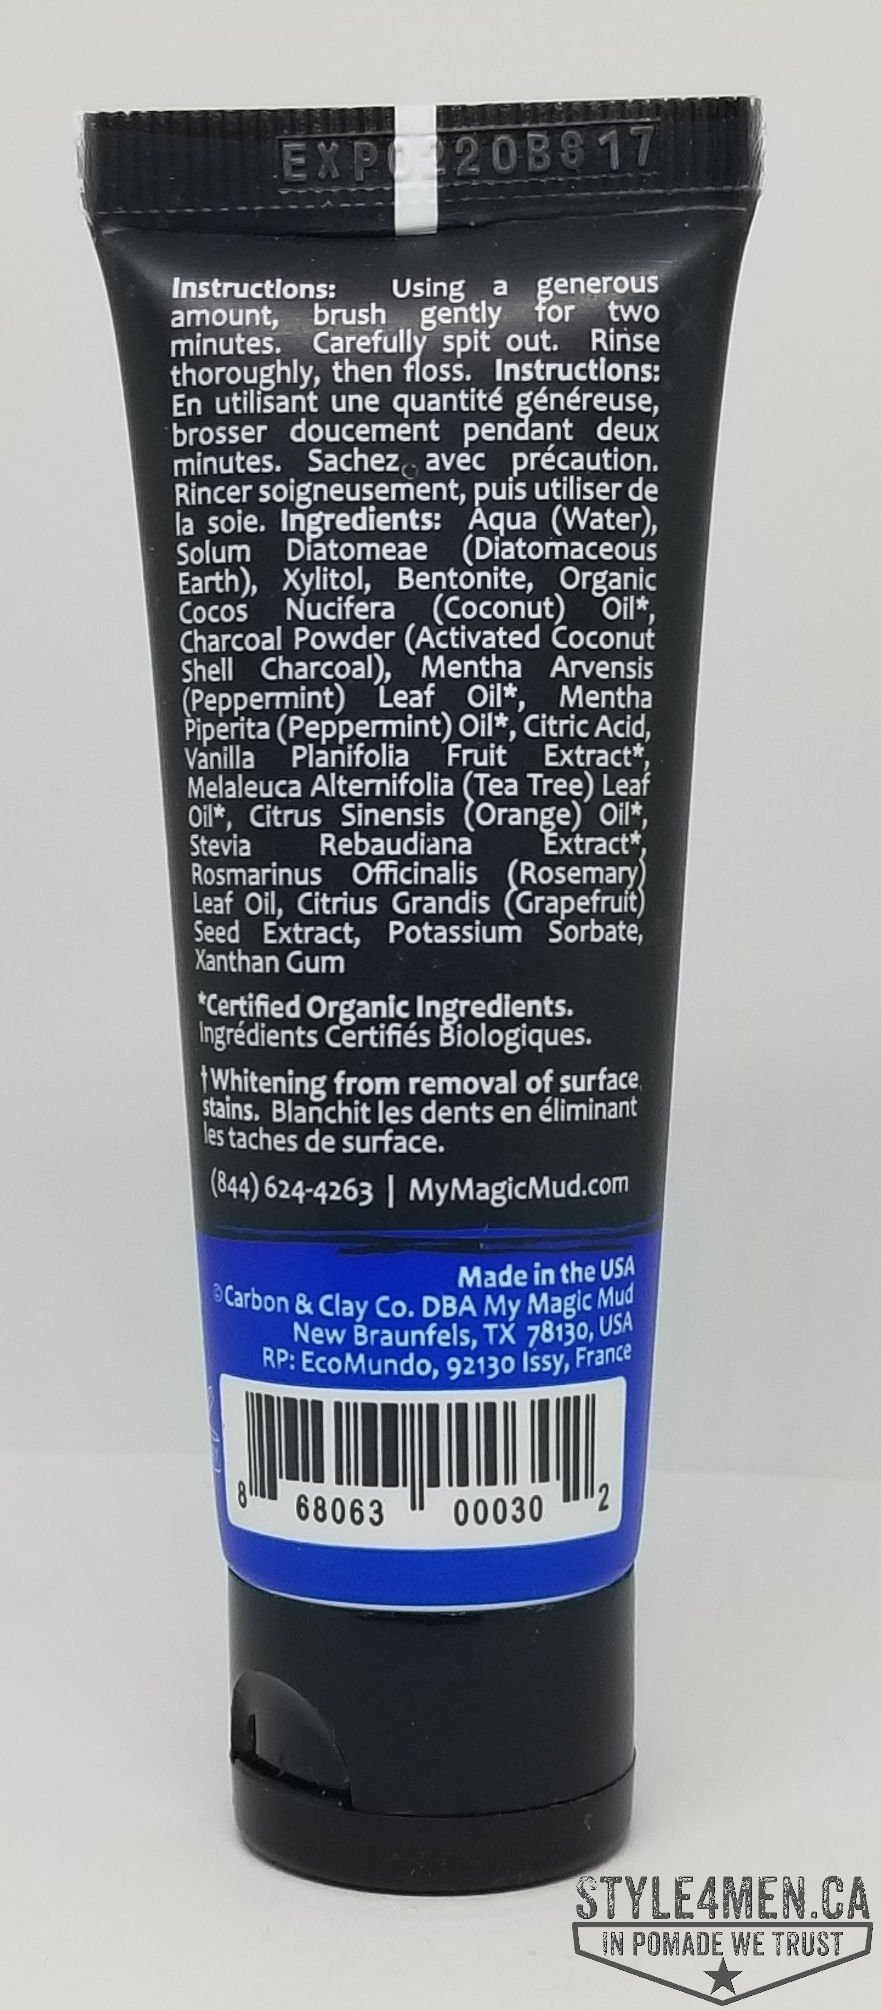 EXP0220B817
Instructions: Using a generous
amount, brush gently for two
minutes. Carefully spit out. Rinse
thoroughly, then floss. Instructions:
En utilisant une quantité généreuse,
brosser doucement pendant deux
minutes. Sachez avec précaution.
Rincer soigneusement, puis utiliser de
la soie. Ingredients: Aqua (Water),
Solum Diatomeae (Diatomaceous
Earth), Xylitol, Bentonite, Organic
Cocos Nucifera (Coconut) Oil*,
Charcoal Powder (Activated Coconut
Shell Charcoal), Mentha Arvensis
(Peppermint) Leaf Oil*, Mentha
Piperita (Peppermint) Oil*, Citric Acid,
Vanilla Planifolia Fruit Extract*,
Melaleuca Alternifolia (Tea Tree) Leaf
Oil*, Citrus Sinensis (Orange) Oil*,
Stevia Rebaudiana Extract*,
Rosmarinus Officinalis (Rosemary)
Leaf Oil, Citrius Grandis (Grapefruit)
Seed Extract, Potassium Sorbate,
Xanthan Gum
*Certified Organic Ingredients.
Ingrédients Certifiés Biologiques.
†Whitening from removal of surface
stains. Blanchit les dents en éliminant
les taches de surface.
(844) 624-4263 | MyMagicMud.com
Made in the USA
©Carbon & Clay Co. DBA My Magic Mud
New Braunfels, TX 78130, USA
RP: EcoMundo, 92130 Issy, France
8 68063 00030 2
STYLE4MEN.CA
IN POMADE WE TRUST